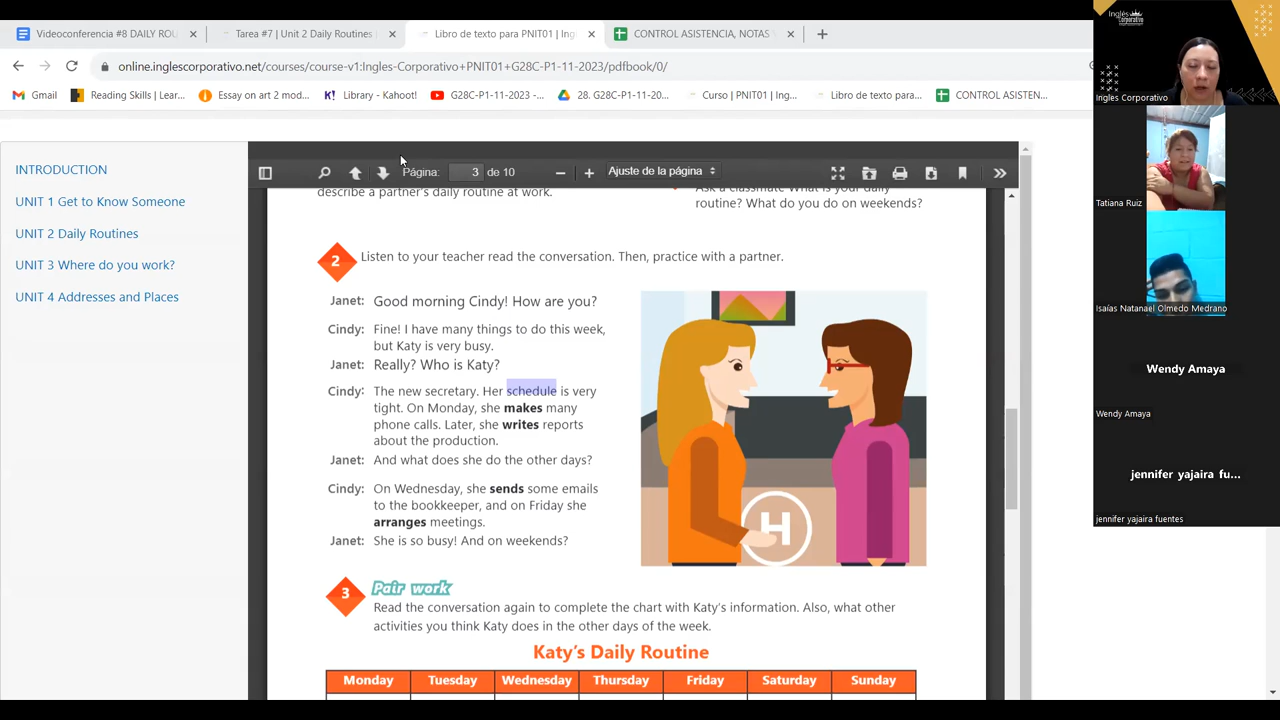 Videoconferencia #8 DAILY ROU
Tarea #7 | Unit 2 Daily Routines
Libro de texto para PNIT01 | Ing
CONTROL ASISTENCIA, NOTAS
online.inglescorporativo.net/courses/course-v1:Ingles-Corporativo+PNIT01+G28C-P1-11-2023/pdfbook/0/
Gmail
Reading Skills | Lear...
Essay on art 2 mod...
Library - Kahoot!
G28C-P1-11-2023 -...
28. G28C-P1-11-20...
Curso | PNIT01 | Ing...
Libro de texto para...
CONTROL ASISTEN...
INTRODUCTION
UNIT 1 Get to Know Someone
UNIT 2 Daily Routines
UNIT 3 Where do you work?
UNIT 4 Addresses and Places
Página: 3 de 10
Ajuste de la página
describe a partner's daily routine at work.
Ask a classmate What is your daily
routine? What do you do on weekends?
2 Listen to your teacher read the conversation. Then, practice with a partner.
Janet: Good morning Cindy! How are you?
Cindy: Fine! I have many things to do this week,
but Katy is very busy.
Janet: Really? Who is Katy?
Cindy: The new secretary. Her schedule is very
tight. On Monday, she makes many
phone calls. Later, she writes reports
about the production.
Janet: And what does she do the other days?
Cindy: On Wednesday, she sends some emails
to the bookkeeper, and on Friday she
arranges meetings.
Janet: She is so busy! And on weekends?
H
3 Pair work
Read the conversation again to complete the chart with Katy's information. Also, what other
activities you think Katy does in the other days of the week.
Katy's Daily Routine
Monday Tuesday Wednesday Thursday Friday Saturday Sunday
Inglés
Corporativo
Ingles Corporativo
Tatiana Ruiz
Isaías Natanael Olmedo Medrano
Wendy Amaya
Wendy Amaya
jennifer yajaira fu...
jennifer yajaira fuentes